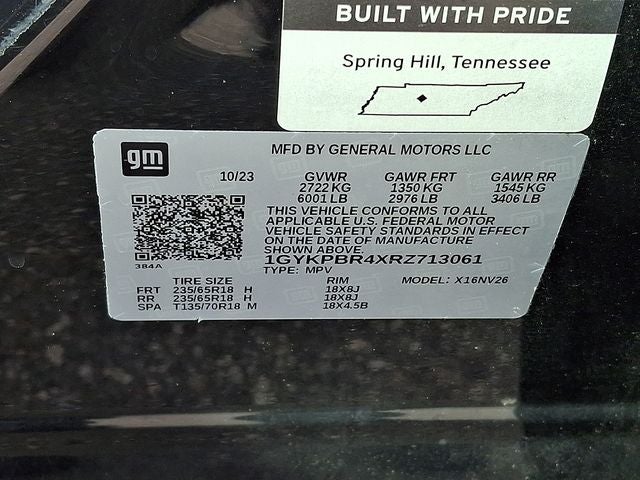 BUILT WITH PRIDE
Spring Hill, Tennessee
gm
MFD BY GENERAL MOTORS LLC
10/23 GVWR GAWR FRT GAWR RR
2722 KG 1350 KG 1545 KG
6001 LB 2976 LB 3406 LB
THIS VEHICLE CONFORMS TO ALL
APPLICABLE U.S. FEDERAL MOTOR
VEHICLE SAFETY STANDARDS IN EFFECT
ON THE DATE OF MANUFACTURE
SHOWN ABOVE.
1GYKPBR4XRZ713061
384A
TYPE: MPV
TIRE SIZE RIM MODEL: X16NV26
FRT 235/65R18 H 18X8J
RR 235/65R18 H 18X8J
SPA T135/70R18 M 18X4.5B